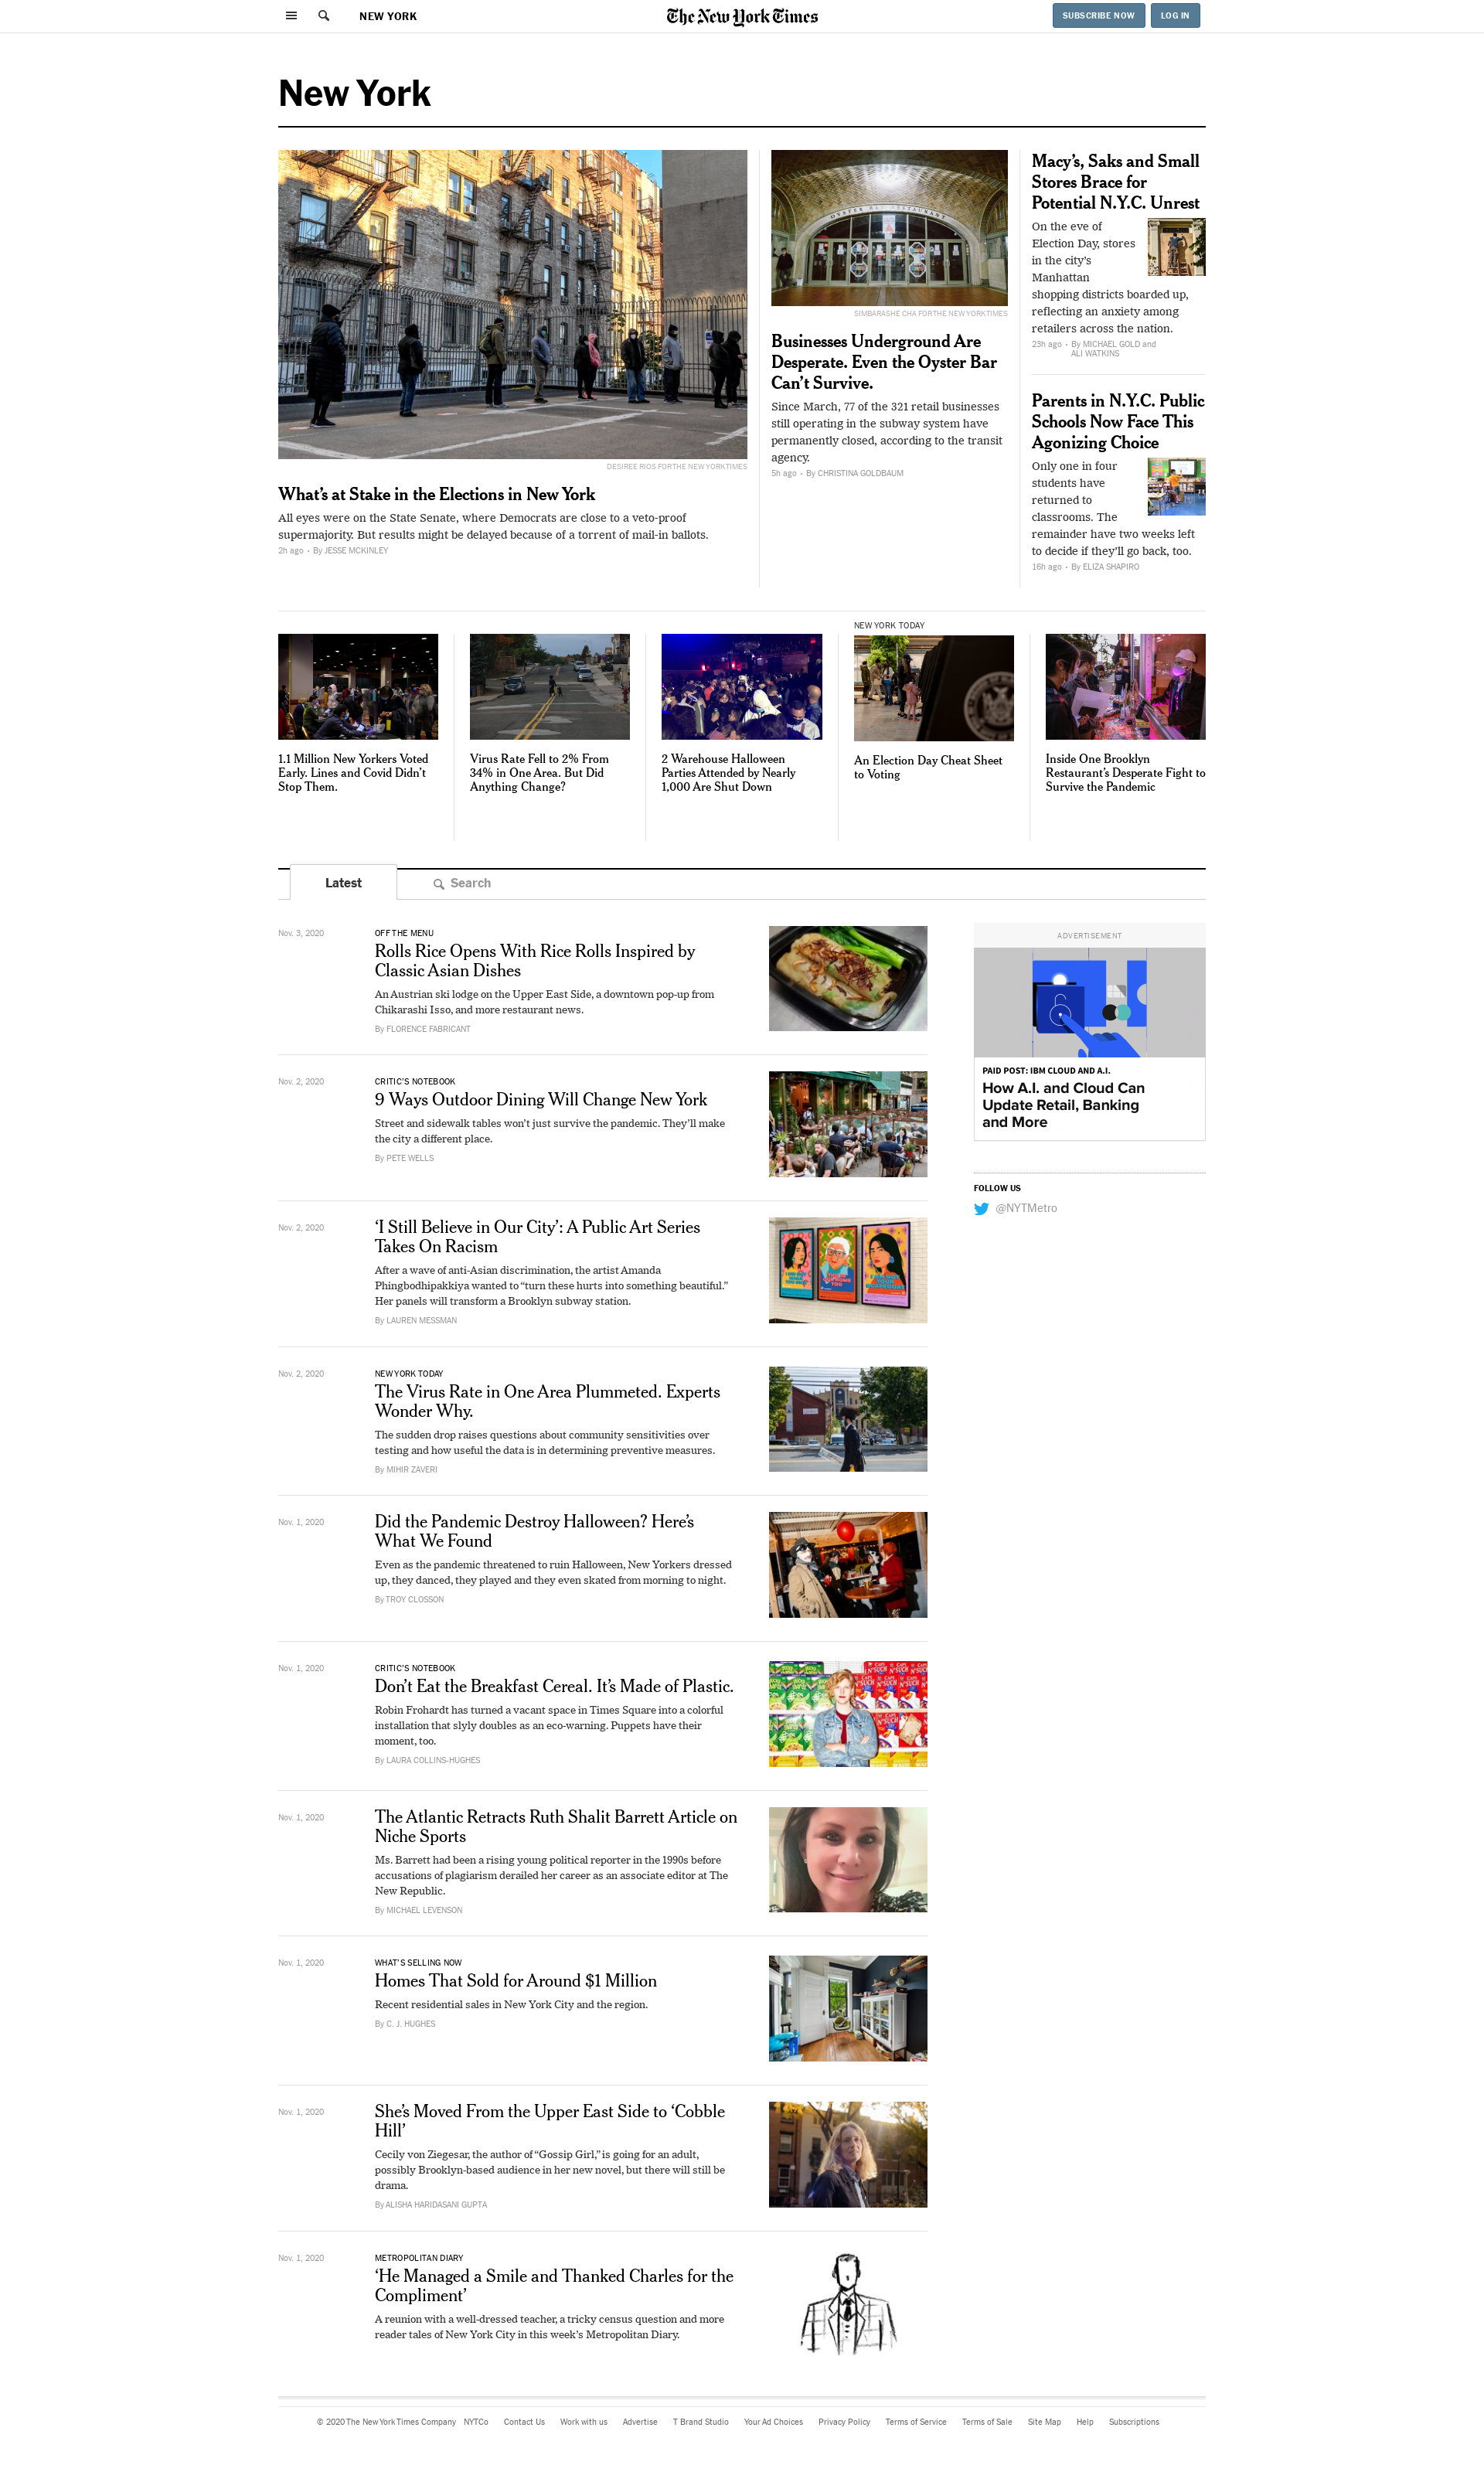 NEW YORK
The New York Times
SUBSCRIBE NOW
LOG IN
New York
DESIREE RIOS FOR THE NEW YORK TIMES
What's at Stake in the Elections in New York
All eyes were on the State Senate, where Democrats are close to a veto-proof
supermajority. But results might be delayed because of a torrent of mail-in ballots.
2h ago · By JESSE MCKINLEY
OYSTER BAR RESTAURANT
SIMBARASHE CHA FOR THE NEW YORK TIMES
Businesses Underground Are
Desperate. Even the Oyster Bar
Can't Survive.
Since March, 77 of the 321 retail businesses
still operating in the subway system have
permanently closed, according to the transit
agency.
5h ago · By CHRISTINA GOLDBAUM
Macy's, Saks and Small
Stores Brace for
Potential N.Y.C. Unrest
On the eve of
Election Day, stores
in the city's
Manhattan
shopping districts boarded up,
reflecting an anxiety among
retailers across the nation.
23h ago · By MICHAEL GOLD and
ALI WATKINS
Parents in N.Y.C. Public
Schools Now Face This
Agonizing Choice
Only one in four
students have
returned to
classrooms. The
remainder have two weeks left
to decide if they'll go back, too.
16h ago · By ELIZA SHAPIRO
1.1 Million New Yorkers Voted
Early. Lines and Covid Didn't
Stop Them.
Virus Rate Fell to 2% From
34% in One Area. But Did
Anything Change?
2 Warehouse Halloween
Parties Attended by Nearly
1,000 Are Shut Down
NEW YORK TODAY
An Election Day Cheat Sheet
to Voting
Inside One Brooklyn
Restaurant's Desperate Fight to
Survive the Pandemic
Latest
Search
Nov. 3, 2020
OFF THE MENU
Rolls Rice Opens With Rice Rolls Inspired by
Classic Asian Dishes
An Austrian ski lodge on the Upper East Side, a downtown pop-up from
Chikarashi Isso, and more restaurant news.
By FLORENCE FABRICANT
ADVERTISEMENT
PAID POST: IBM CLOUD AND A.I.
How A.I. and Cloud Can
Update Retail, Banking
and More
FOLLOW US
@NYTMetro
Nov. 2, 2020
CRITIC'S NOTEBOOK
9 Ways Outdoor Dining Will Change New York
Street and sidewalk tables won't just survive the pandemic. They'll make
the city a different place.
By PETE WELLS
Nov. 2, 2020
'I Still Believe in Our City': A Public Art Series
Takes On Racism
After a wave of anti-Asian discrimination, the artist Amanda
Phingbodhipakkiya wanted to "turn these hurts into something beautiful."
Her panels will transform a Brooklyn subway station.
By LAUREN MESSMAN
Nov. 2, 2020
NEW YORK TODAY
The Virus Rate in One Area Plummeted. Experts
Wonder Why.
The sudden drop raises questions about community sensitivities over
testing and how useful the data is in determining preventive measures.
By MIHIR ZAVERI
Nov. 1, 2020
Did the Pandemic Destroy Halloween? Here's
What We Found
Even as the pandemic threatened to ruin Halloween, New Yorkers dressed
up, they danced, they played and they even skated from morning to night.
By TROY CLOSSON
Nov. 1, 2020
CRITIC'S NOTEBOOK
Don't Eat the Breakfast Cereal. It's Made of Plastic.
Robin Frohardt has turned a vacant space in Times Square into a colorful
installation that slyly doubles as an eco-warning. Puppets have their
moment, too.
By LAURA COLLINS-HUGHES
Nov. 1, 2020
The Atlantic Retracts Ruth Shalit Barrett Article on
Niche Sports
Ms. Barrett had been a rising young political reporter in the 1990s before
accusations of plagiarism derailed her career as an associate editor at The
New Republic.
By MICHAEL LEVENSON
Nov. 1, 2020
WHAT'S SELLING NOW
Homes That Sold for Around $1 Million
Recent residential sales in New York City and the region.
By C. J. HUGHES
Nov. 1, 2020
She's Moved From the Upper East Side to 'Cobble
Hill'
Cecily von Ziegesar, the author of "Gossip Girl," is going for an adult,
possibly Brooklyn-based audience in her new novel, but there will still be
drama.
By ALISHA HARIDASANI GUPTA
Nov. 1, 2020
METROPOLITAN DIARY
'He Managed a Smile and Thanked Charles for the
Compliment'
A reunion with a well-dressed teacher, a tricky census question and more
reader tales of New York City in this week's Metropolitan Diary.
© 2020 The New York Times Company NYTCo Contact Us Work with us Advertise T Brand Studio Your Ad Choices Privacy Policy Terms of Service Terms of Sale Site Map Help Subscriptions